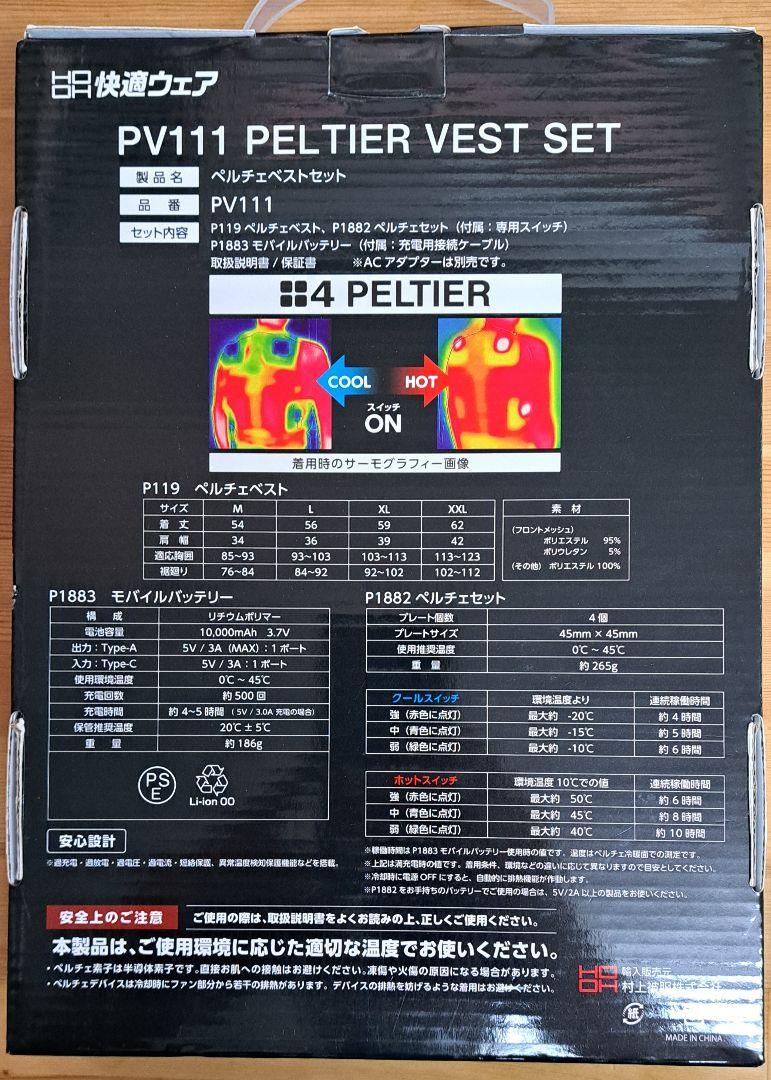 HOOH 快適ウェア
PV111 PELTIER VEST SET
製品名 ペルチェベストセット
品番 PV111
セット内容 P119 ペルチェベスト、P1882 ペルチェセット（付属：専用スイッチ）
P1883 モバイルバッテリー（付属：充電用接続ケーブル）
取扱説明書 / 保証書 ※AC アダプターは別売です。
4 PELTIER
COOL HOT
スイッチ
ON
着用時のサーモグラフィー画像
P119 ペルチェベスト
サイズ M L XL XXL
着丈 54 56 59 62
肩幅 34 36 39 42
適応胸囲 85~93 93~103 103~113 113~123
裾廻り 76~84 84~92 92~102 102~112
素材
（フロントメッシュ）
ポリエステル 95%
ポリウレタン 5%
（その他） ポリエステル 100%
P1883 モバイルバッテリー
構成 リチウムポリマー
電池容量 10,000mAh 3.7V
出力：Type-A 5V / 3A（MAX）：1 ポート
入力：Type-C 5V / 3A：1 ポート
使用環境温度 0℃ ~ 45℃
充電回数 約 500 回
充電時間 約 4~5 時間（5V / 3.0A 充電の場合）
保管推奨温度 20℃ ± 5℃
重量 約 186g
PS
E
Li-Ion 00
安心設計
※過充電・過放電・過電圧・過電流・短絡保護、異常温度検知保護機能などを搭載。
P1882 ペルチェセット
プレート個数 4 個
プレートサイズ 45mm × 45mm
使用推奨温度 0℃ ~ 45℃
重量 約 265g
クールスイッチ 環境温度より 連続稼働時間
強（赤色に点灯） 最大約 -20℃ 約 4 時間
中（青色に点灯） 最大約 -15℃ 約 5 時間
弱（緑色に点灯） 最大約 -10℃ 約 6 時間
ホットスイッチ 環境温度 10℃での値 連続稼働時間
強（赤色に点灯） 最大約 50℃ 約 6 時間
中（青色に点灯） 最大約 45℃ 約 8 時間
弱（緑色に点灯） 最大約 40℃ 約 10 時間
※稼働時間は P1883 モバイルバッテリー使用時の値です。温度はペルチェ冷暖面での測定です。
※上記は満充電時の値です。着用条件、環境などの違いに応じて異なりますので目安としてください。
※冷却時に電源 OFF にすると、自動的に排熱機能が作動します。
※P1882 をお手持ちのバッテリーでご使用の場合は、5V/2A 以上の製品をお使いください。
安全上のご注意 ご使用の際は、取扱説明書をよくお読みの上、正しくご使用ください。
本製品は、ご使用環境に応じた適切な温度でお使いください。
・ペルチェ素子は半導体素子です。直接お肌への接触はお避けください。凍傷や火傷の原因になる場合があります。
・ペルチェデバイスは冷却時にファン部分から若干の排熱があります。デバイスの排熱を妨げるような着用はお避けください。
HOOH 輸入販売元
村上被服株式会社
紙
MADE IN CHINA